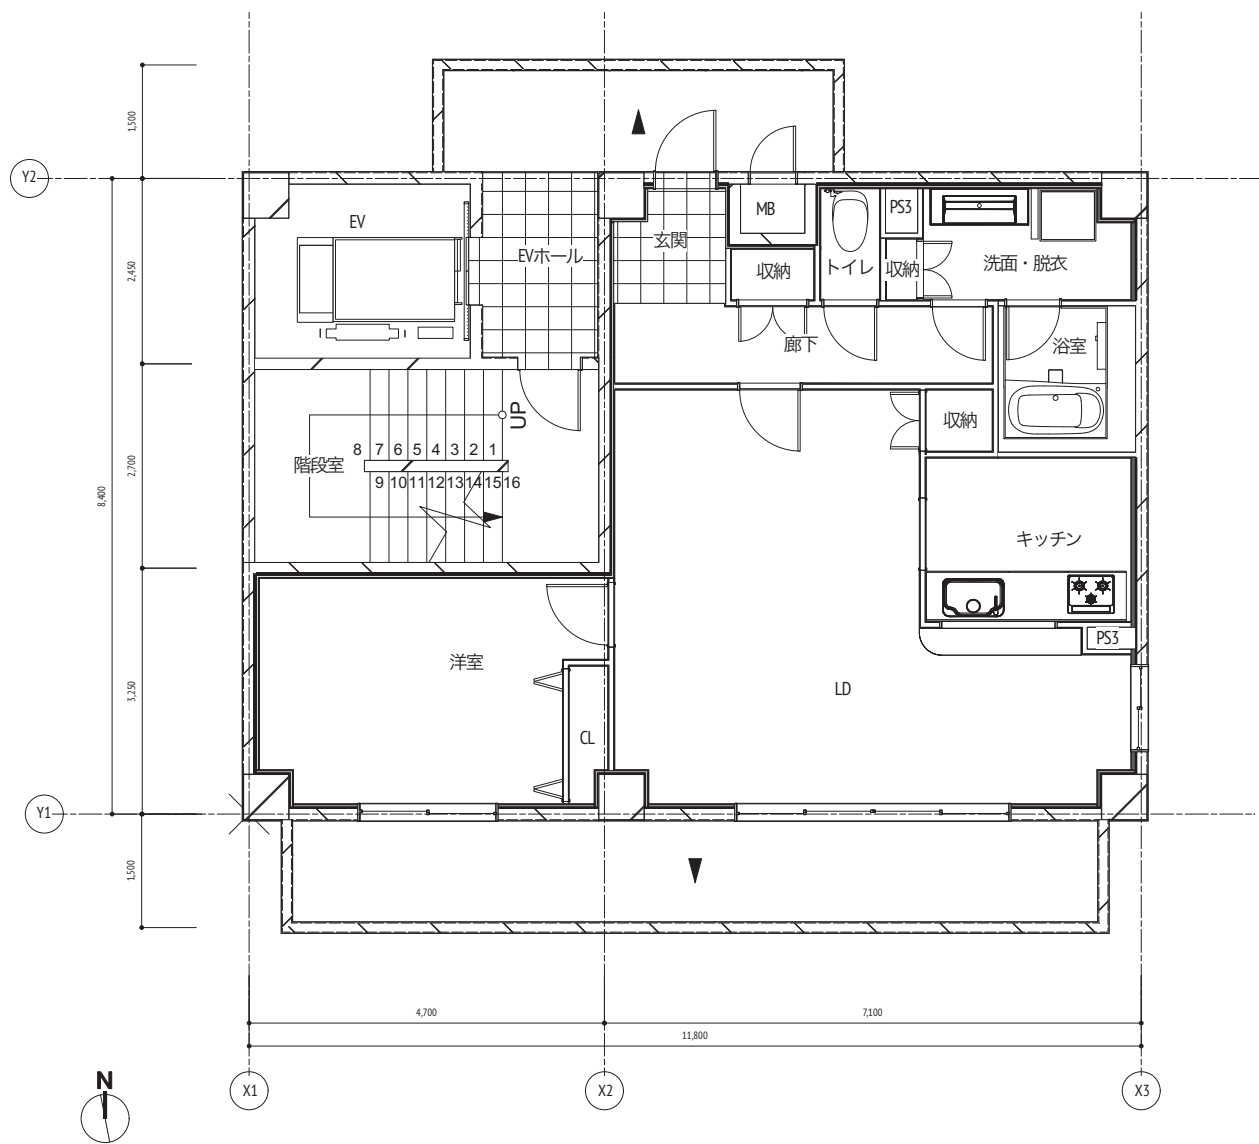 1,500
Y2
EV
EVホール
玄関
MB
収納
トイレ
PS3
収納
洗面・脱衣
2,450
廊下
浴室
UP
収納
8 7 6 5 4 3 2 1
階段室
9 10 11 12 13 14 15 16
2,700
8,400
キッチン
PS3
洋室
3,250
LD
CL
Y1
1,500
4,700
7,100
11,800
N
X1
X2
X3